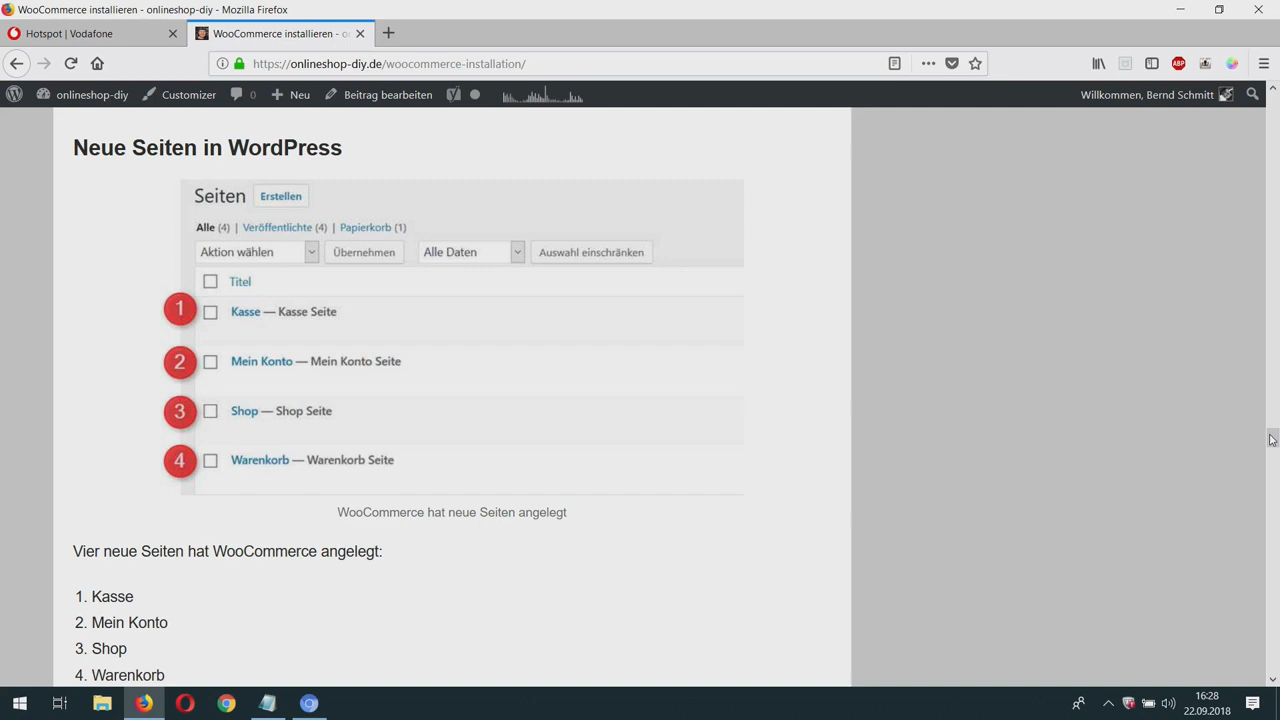 WooCommerce installieren - onlineshop-diy - Mozilla Firefox
Hotspot | Vodafone
WooCommerce installieren - on
https://onlineshop-diy.de/woocommerce-installation/
ABP
onlineshop-diy
Customizer
0
Neu
Beitrag bearbeiten
Willkommen, Bernd Schmitt
Neue Seiten in WordPress
Seiten Erstellen
Alle (4) | Veröffentlichte (4) | Papierkorb (1)
Aktion wählen Übernehmen Alle Daten Auswahl einschränken
Titel
1 Kasse — Kasse Seite
2 Mein Konto — Mein Konto Seite
3 Shop — Shop Seite
4 Warenkorb — Warenkorb Seite
WooCommerce hat neue Seiten angelegt
Vier neue Seiten hat WooCommerce angelegt:
1. Kasse
2. Mein Konto
3. Shop
4. Warenkorb
16:28
22.09.2018